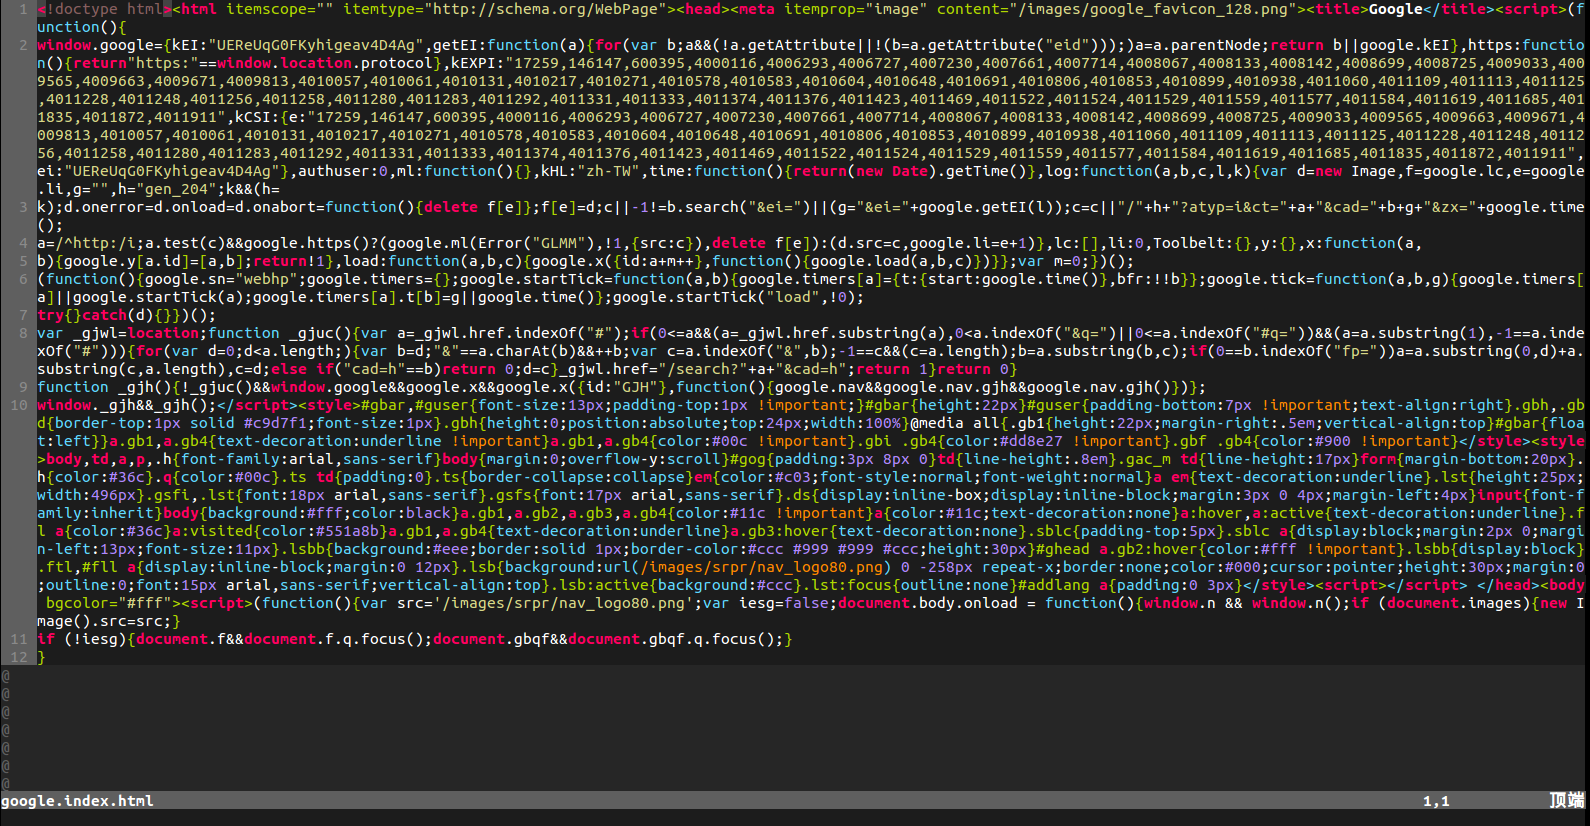 1 <!doctype html><html itemscope="" itemtype="http://schema.org/WebPage"><head><meta itemprop="image" content="/images/google_favicon_128.png"><title>Google</title><script>(f
unction(){
2 window.google={kEI:"UEReUqG0FKyhigeav4D4Ag",getEI:function(a){for(var b;a&&(!a.getAttribute||!(b=a.getAttribute("eid")));)a=a.parentNode;return b||google.kEI},https:functio
n(){return"https:"==window.location.protocol},kEXPI:"17259,146147,600395,4000116,4006293,4006727,4007230,4007661,4007714,4008067,4008133,4008142,4008699,4008725,4009033,400
9565,4009663,4009671,4009813,4010057,4010061,4010131,4010217,4010271,4010578,4010583,4010604,4010648,4010691,4010806,4010853,4010899,4010938,4011060,4011109,4011113,4011125
,4011228,4011248,4011256,4011258,4011280,4011283,4011292,4011331,4011333,4011374,4011376,4011423,4011469,4011522,4011524,4011529,4011559,4011577,4011584,4011619,4011685,401
1835,4011872,4011911",kCSI:{e:"17259,146147,600395,4000116,4006293,4006727,4007230,4007661,4007714,4008067,4008133,4008142,4008699,4008725,4009033,4009565,4009663,4009671,4
009813,4010057,4010061,4010131,4010217,4010271,4010578,4010583,4010604,4010648,4010691,4010806,4010853,4010899,4010938,4011060,4011109,4011113,4011125,4011228,4011248,40112
56,4011258,4011280,4011283,4011292,4011331,4011333,4011374,4011376,4011423,4011469,4011522,4011524,4011529,4011559,4011577,4011584,4011619,4011685,4011835,4011872,4011911",
ei:"UEReUqG0FKyhigeav4D4Ag"},authuser:0,ml:function(){},kHL:"zh-TW",time:function(){return(new Date).getTime()},log:function(a,b,c,l,k){var d=new Image,f=google.lc,e=google
.li,g="",h="gen_204";k&&(h=
3 k);d.onerror=d.onload=d.onabort=function(){delete f[e]};f[e]=d;c||-1!=b.search("&ei=")||(g="&ei="+google.getEI(l));c=c||"/"+h+"?atyp=i&ct="+a+"&cad="+b+g+"&zx="+google.time
();
4 a=/^http:/i;a.test(c)&&google.https()?(google.ml(Error("GLMM"),!1,{src:c}),delete f[e]):(d.src=c,google.li=e+1)},lc:[],li:0,Toolbelt:{},y:{},x:function(a,
5 b){google.y[a.id]=[a,b];return!1},load:function(a,b,c){google.x({id:a+m++},function(){google.load(a,b,c)})}};var m=0;})();
6 (function(){google.sn="webhp";google.timers={};google.startTick=function(a,b){google.timers[a]={t:{start:google.time()},bfr:!!b}};google.tick=function(a,b,g){google.timers[
a]||google.startTick(a);google.timers[a].t[b]=g||google.time()};google.startTick("load",!0);
7 try{}catch(d){}})();
8 var _gjwl=location;function _gjuc(){var a=_gjwl.href.indexOf("#");if(0<=a&&(a=_gjwl.href.substring(a),0<a.indexOf("&q=")||0<=a.indexOf("#q="))&&(a=a.substring(1),-1==a.inde
xOf("#"))){for(var d=0;d<a.length;){var b=d;"&"==a.charAt(b)&&++b;var c=a.indexOf("&",b);-1==c&&(c=a.length);b=a.substring(b,c);if(0==b.indexOf("fp="))a=a.substring(0,d)+a.
substring(c,a.length),c=d;else if("cad=h"==b)return 0;d=c}_gjwl.href="/search?"+a+"&cad=h";return 1}return 0}
9 function _gjh(){!_gjuc()&&window.google&&google.x&&google.x({id:"GJH"},function(){google.nav&&google.nav.gjh&&google.nav.gjh()})};
10 window._gjh&&_gjh();</script><style>#gbar,#guser{font-size:13px;padding-top:1px !important;}#gbar{height:22px}#guser{padding-bottom:7px !important;text-align:right}.gbh,.gb
d{border-top:1px solid #c9d7f1;font-size:1px}.gbh{height:0;position:absolute;top:24px;width:100%}@media all{.gb1{height:22px;margin-right:.5em;vertical-align:top}#gbar{floa
t:left}}a.gb1,a.gb4{text-decoration:underline !important}a.gb1,a.gb4{color:#00c !important}.gbi .gb4{color:#dd8e27 !important}.gbf .gb4{color:#900 !important}</style><style
>body,td,a,p,.h{font-family:arial,sans-serif}body{margin:0;overflow-y:scroll}#gog{padding:3px 8px 0}td{line-height:.8em}.gac_m td{line-height:17px}form{margin-bottom:20px}.
h{color:#36c}.q{color:#00c}.ts td{padding:0}.ts{border-collapse:collapse}em{color:#c03;font-style:normal;font-weight:normal}a em{text-decoration:underline}.lst{height:25px;
width:496px}.gsfi,.lst{font:18px arial,sans-serif}.gsfs{font:17px arial,sans-serif}.ds{display:inline-box;display:inline-block;margin:3px 0 4px;margin-left:4px}input{font-f
amily:inherit}body{background:#fff;color:black}a.gb1,a.gb2,a.gb3,a.gb4{color:#11c !important}a{color:#11c;text-decoration:none}a:hover,a:active{text-decoration:underline}.f
l a{color:#36c}a:visited{color:#551a8b}a.gb1,a.gb4{text-decoration:underline}a.gb3:hover{text-decoration:none}.sblc{padding-top:5px}.sblc a{display:block;margin:2px 0;margi
n-left:13px;font-size:11px}.lsbb{background:#eee;border:solid 1px;border-color:#ccc #999 #999 #ccc;height:30px}#ghead a.gb2:hover{color:#fff !important}.lsbb{display:block}
.ftl,#fll a{display:inline-block;margin:0 12px}.lsb{background:url(/images/srpr/nav_logo80.png) 0 -258px repeat-x;border:none;color:#000;cursor:pointer;height:30px;margin:0
;outline:0;font:15px arial,sans-serif;vertical-align:top}.lsb:active{background:#ccc}.lst:focus{outline:none}#addlang a{padding:0 3px}</style><script></script> </head><body
 bgcolor="#fff"><script>(function(){var src='/images/srpr/nav_logo80.png';var iesg=false;document.body.onload = function(){window.n && window.n();if (document.images){new I
mage().src=src;}
11 if (!iesg){document.f&&document.f.q.focus();document.gbqf&&document.gbqf.q.focus();}
12 }
@
@
@
@
@
@
@
google.index.html 1,1 顶端